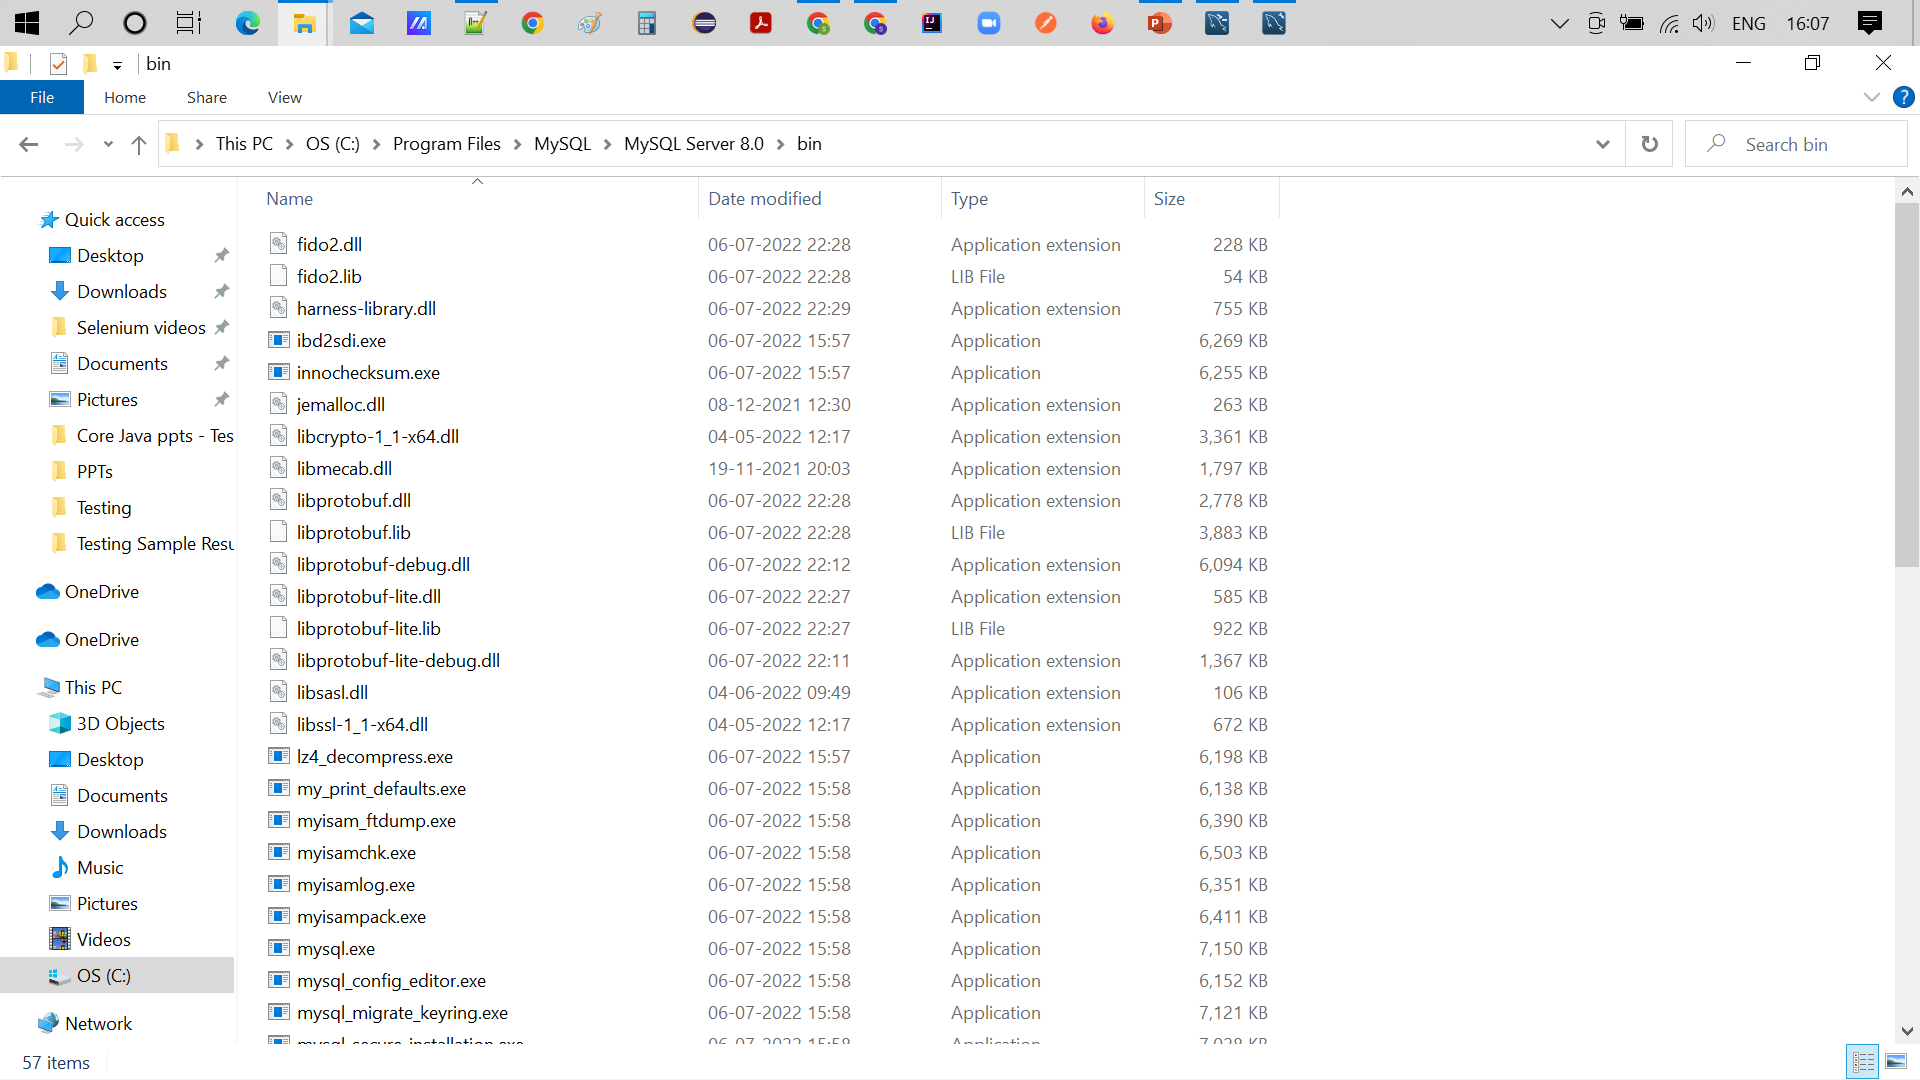 ENG
16:07
bin
File
Home
Share
View
This PC
OS (C:)
Program Files
MySQL
MySQL Server 8.0
bin
Search bin
Name
Date modified
Type
Size
Quick access
Desktop
Downloads
Selenium videos
Documents
Pictures
Core Java ppts - Tes
PPTs
Testing
Testing Sample Resu
OneDrive
OneDrive
This PC
3D Objects
Desktop
Documents
Downloads
Music
Pictures
Videos
OS (C:)
Network
fido2.dll 06-07-2022 22:28 Application extension 228 KB
fido2.lib 06-07-2022 22:28 LIB File 54 KB
harness-library.dll 06-07-2022 22:29 Application extension 755 KB
ibd2sdi.exe 06-07-2022 15:57 Application 6,269 KB
innochecksum.exe 06-07-2022 15:57 Application 6,255 KB
jemalloc.dll 08-12-2021 12:30 Application extension 263 KB
libcrypto-1_1-x64.dll 04-05-2022 12:17 Application extension 3,361 KB
libmecab.dll 19-11-2021 20:03 Application extension 1,797 KB
libprotobuf.dll 06-07-2022 22:28 Application extension 2,778 KB
libprotobuf.lib 06-07-2022 22:28 LIB File 3,883 KB
libprotobuf-debug.dll 06-07-2022 22:12 Application extension 6,094 KB
libprotobuf-lite.dll 06-07-2022 22:27 Application extension 585 KB
libprotobuf-lite.lib 06-07-2022 22:27 LIB File 922 KB
libprotobuf-lite-debug.dll 06-07-2022 22:11 Application extension 1,367 KB
libsasl.dll 04-06-2022 09:49 Application extension 106 KB
libssl-1_1-x64.dll 04-05-2022 12:17 Application extension 672 KB
lz4_decompress.exe 06-07-2022 15:57 Application 6,198 KB
my_print_defaults.exe 06-07-2022 15:58 Application 6,138 KB
myisam_ftdump.exe 06-07-2022 15:58 Application 6,390 KB
myisamchk.exe 06-07-2022 15:58 Application 6,503 KB
myisamlog.exe 06-07-2022 15:58 Application 6,351 KB
myisampack.exe 06-07-2022 15:58 Application 6,411 KB
mysql.exe 06-07-2022 15:58 Application 7,150 KB
mysql_config_editor.exe 06-07-2022 15:58 Application 6,152 KB
mysql_migrate_keyring.exe 06-07-2022 15:58 Application 7,121 KB
57 items